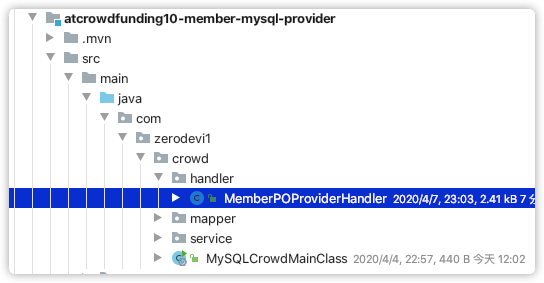 atcrowdfunding10-member-mysql-provider
.mvn
src
main
java
com
zerodevi1
crowd
handler
MemberPOProviderHandler 2020/4/7, 23:03, 2.41 kB 7
mapper
service
MySQLCrowdMainClass 2020/4/4, 22:57, 440 B 今天 12:02